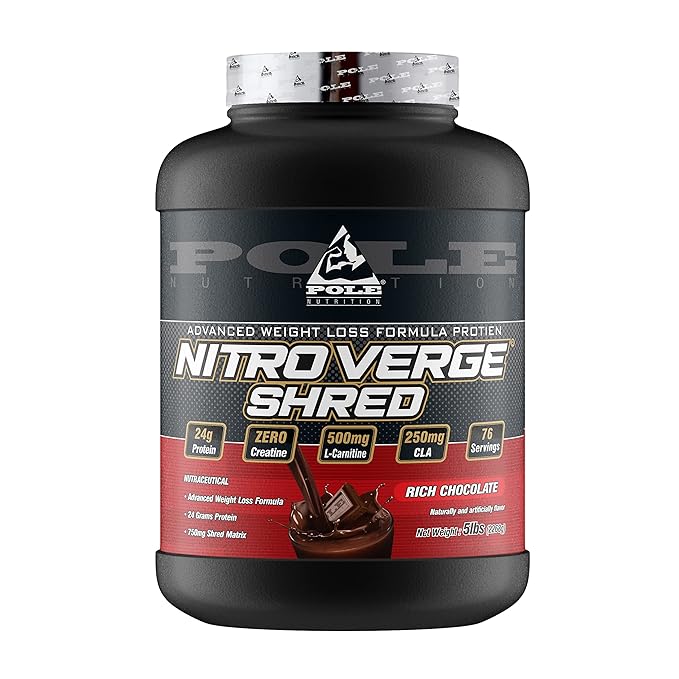 POLE
POLE
NUTRITION
POLE®
NUTRITION
ADVANCED WEIGHT LOSS FORMULA PROTIEN
NITRO VERGE®
SHRED
24g
Protein
ZERO
Creatine
500mg
L-Carnitine
250mg
CLA
76
Servings
NUTRACEUTICAL
• Advanced Weight Loss Formula
• 24 Grams Protein
• 750mg Shred Matrix
RICH CHOCOLATE
Naturally and artificially flavor
Net Weight : 5lbs